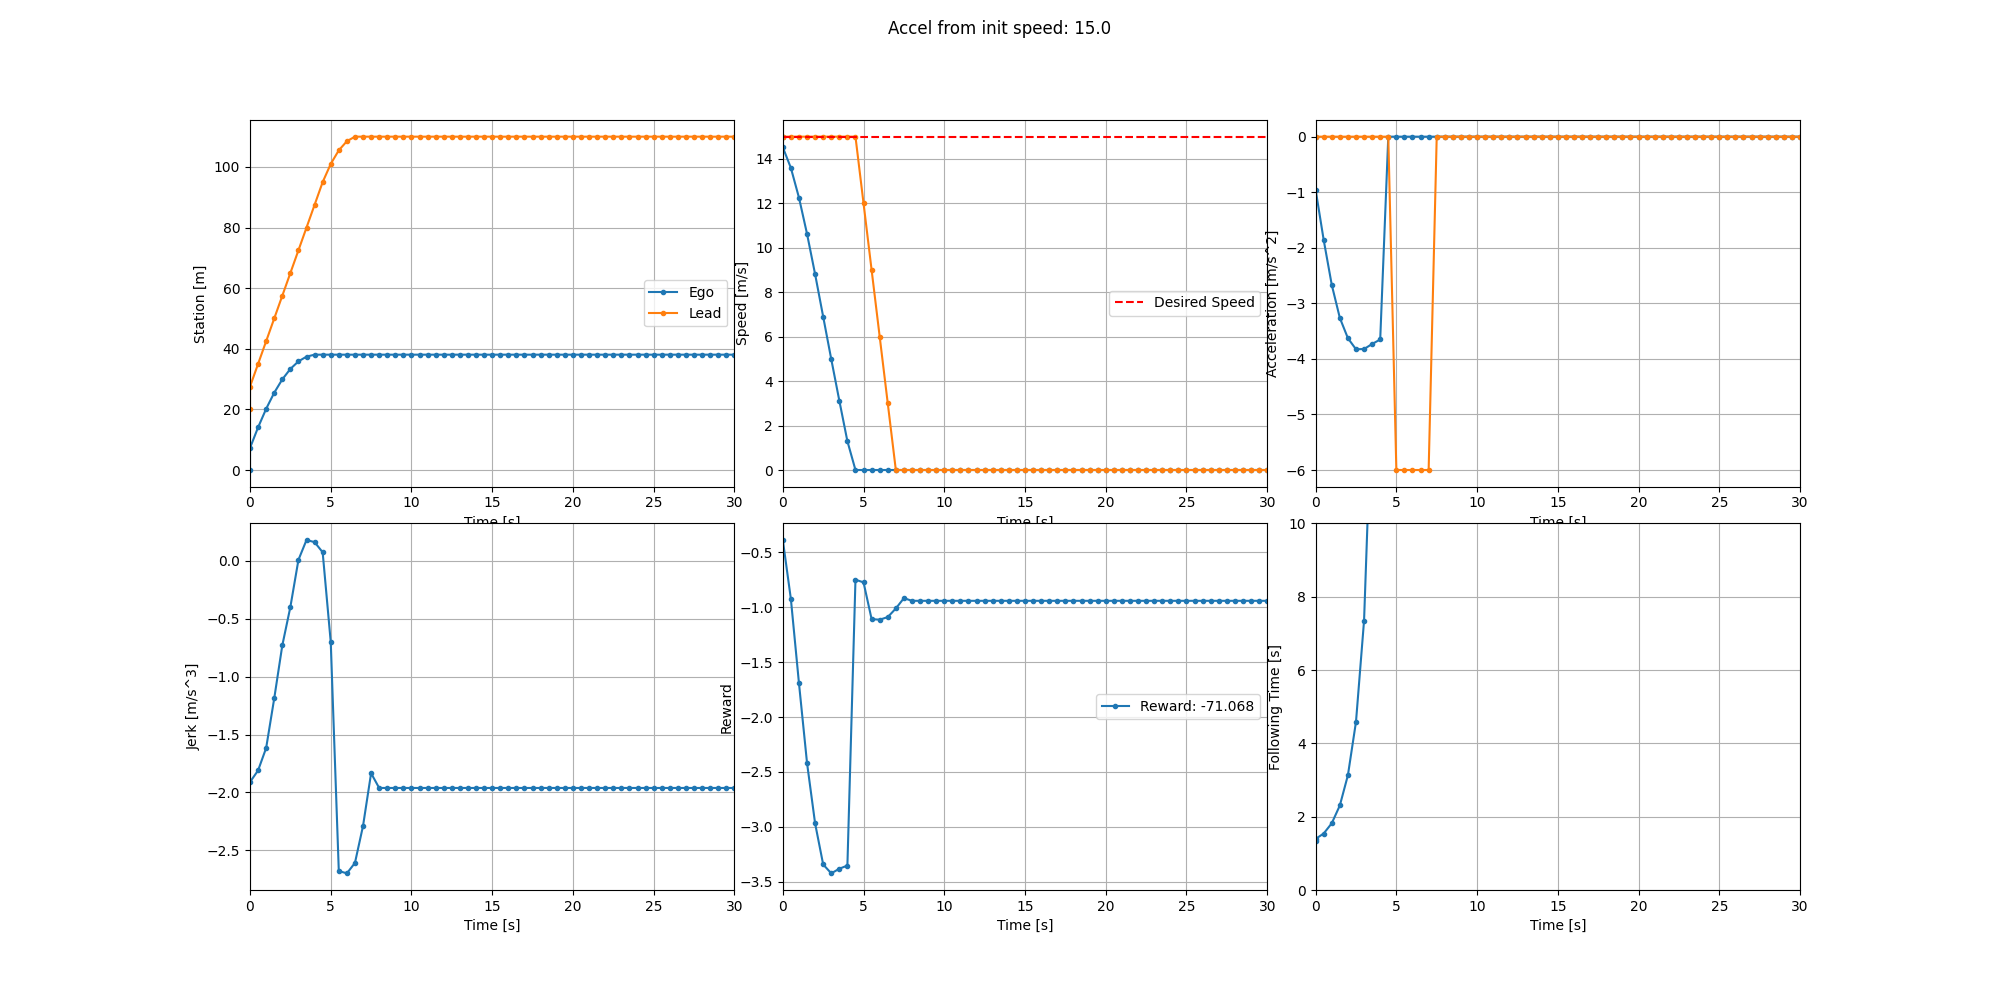 Accel from init speed: 15.0
Station [m]
100
80
60
40
20
0
0 5 10 15 20 25 30
Time [s]
Ego
Lead
Speed [m/s]
14
12
10
8
6
4
2
0
0 5 10 15 20 25 30
Time [s]
Desired Speed
Acceleration [m/s^2]
0
−1
−2
−3
−4
−5
−6
0 5 10 15 20 25 30
Time [s]
Jerk [m/s^3]
0.0
−0.5
−1.0
−1.5
−2.0
−2.5
0 5 10 15 20 25 30
Time [s]
Reward
−0.5
−1.0
−1.5
−2.0
−2.5
−3.0
−3.5
0 5 10 15 20 25 30
Time [s]
Reward: -71.068
Following Time [s]
10
8
6
4
2
0
0 5 10 15 20 25 30
Time [s]